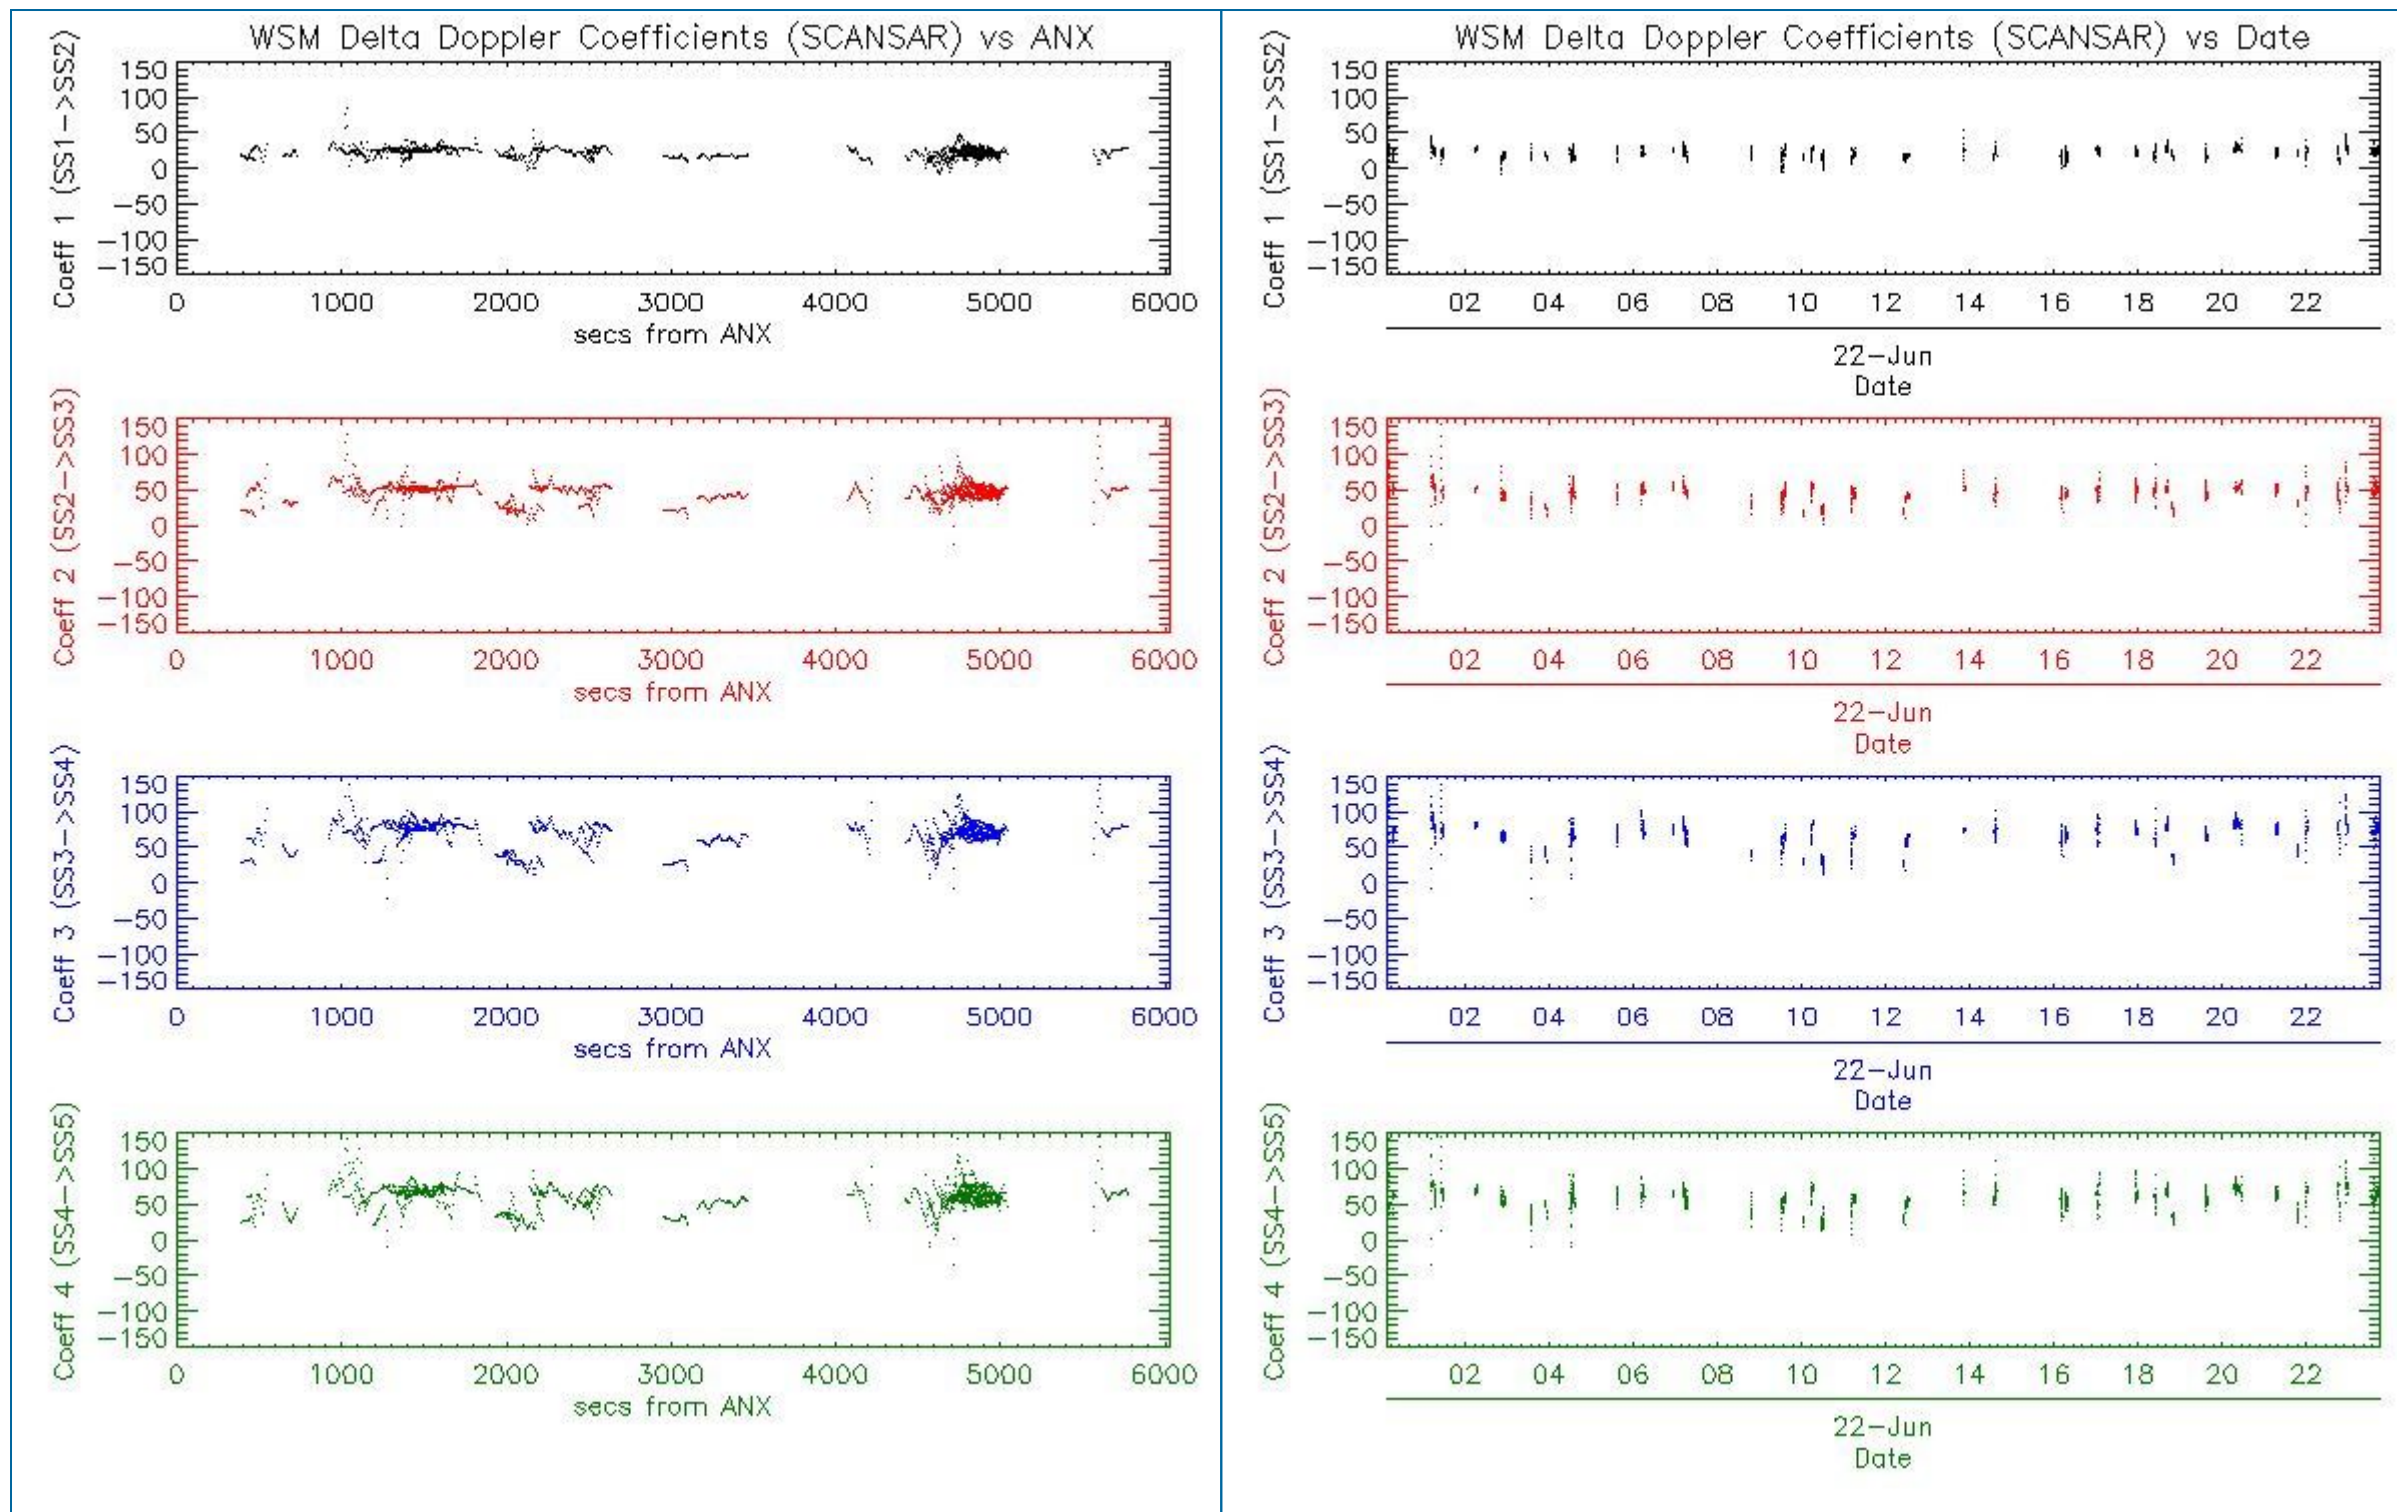 WSM Delta Doppler Coefficients (SCANSAR) vs ANX
Coeff 1 (SS1->SS2)
150
100
50
0
-50
-100
-150
0 1000 2000 3000 4000 5000 6000
secs from ANX
Coeff 2 (SS2->SS3)
150
100
50
0
-50
-100
-150
0 1000 2000 3000 4000 5000 6000
secs from ANX
Coeff 3 (SS3->SS4)
150
100
50
0
-50
-100
-150
0 1000 2000 3000 4000 5000 6000
secs from ANX
Coeff 4 (SS4->SS5)
150
100
50
0
-50
-100
-150
0 1000 2000 3000 4000 5000 6000
secs from ANX
WSM Delta Doppler Coefficients (SCANSAR) vs Date
Coeff 1 (SS1->SS2)
150
100
50
0
-50
-100
-150
02 04 06 08 10 12 14 16 18 20 22
22-Jun
Date
Coeff 2 (SS2->SS3)
150
100
50
0
-50
-100
-150
02 04 06 08 10 12 14 16 18 20 22
22-Jun
Date
Coeff 3 (SS3->SS4)
150
100
50
0
-50
-100
-150
02 04 06 08 10 12 14 16 18 20 22
22-Jun
Date
Coeff 4 (SS4->SS5)
150
100
50
0
-50
-100
-150
02 04 06 08 10 12 14 16 18 20 22
22-Jun
Date